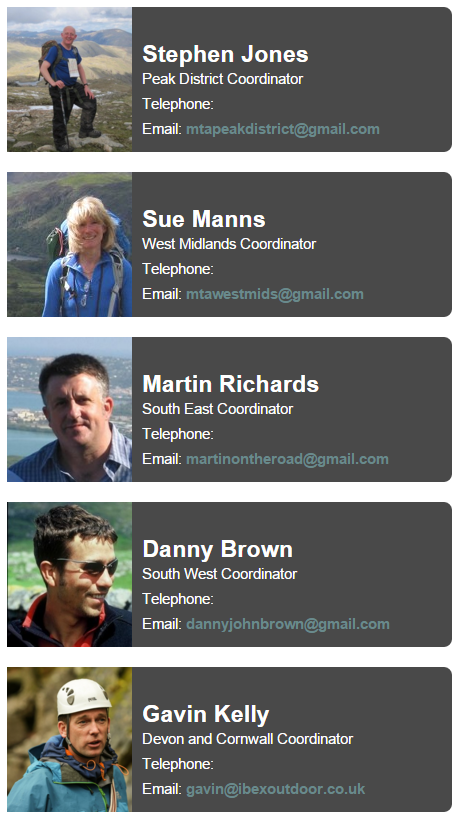 Stephen Jones
Peak District Coordinator
Telephone:
Email: mtapeakdistrict@gmail.com
Sue Manns
West Midlands Coordinator
Telephone:
Email: mtawestmids@gmail.com
Martin Richards
South East Coordinator
Telephone:
Email: martinontheroad@gmail.com
Danny Brown
South West Coordinator
Telephone:
Email: dannyjohnbrown@gmail.com
Gavin Kelly
Devon and Cornwall Coordinator
Telephone:
Email: gavin@ibexoutdoor.co.uk